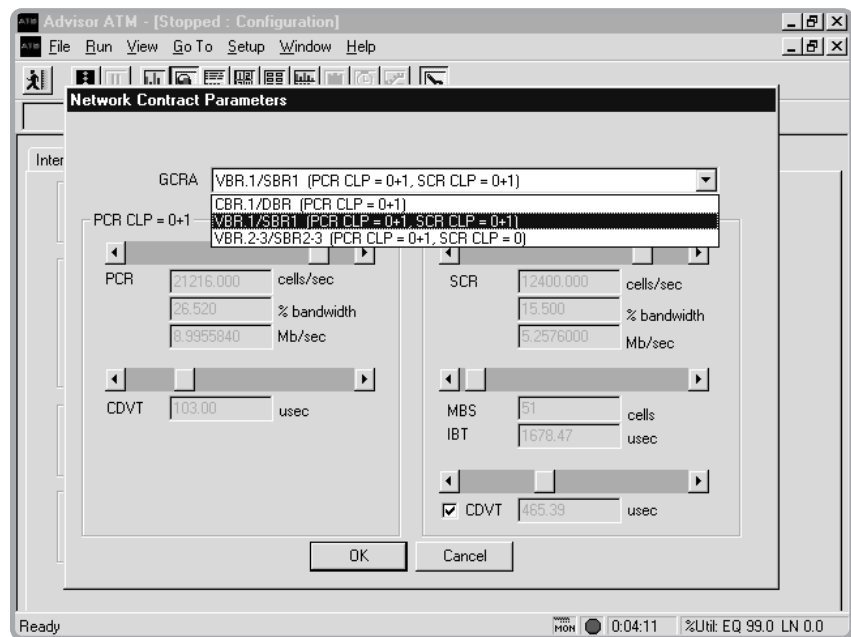 ATM Advisor ATM - [Stopped : Configuration]
ATM File Run View Go To Setup Window Help
Network Contract Parameters
Inter
GCRA VBR.1/SBR1 (PCR CLP = 0+1, SCR CLP = 0+1)
CBR.1/DBR (PCR CLP = 0+1)
VBR.1/SBR1 (PCR CLP = 0+1, SCR CLP = 0+1)
VBR.2-3/SBR2-3 (PCR CLP = 0+1, SCR CLP = 0)
PCR CLP = 0+1
PCR 21216.000 cells/sec
26.520 % bandwidth
8.9955840 Mb/sec
CDVT 103.00 usec
SCR 12400.000 cells/sec
15.500 % bandwidth
5.2576000 Mb/sec
MBS 51 cells
IBT 1678.47 usec
CDVT 465.39 usec
OK Cancel
Ready MON 0:04:11 %Util: EQ 99.0 LN 0.0